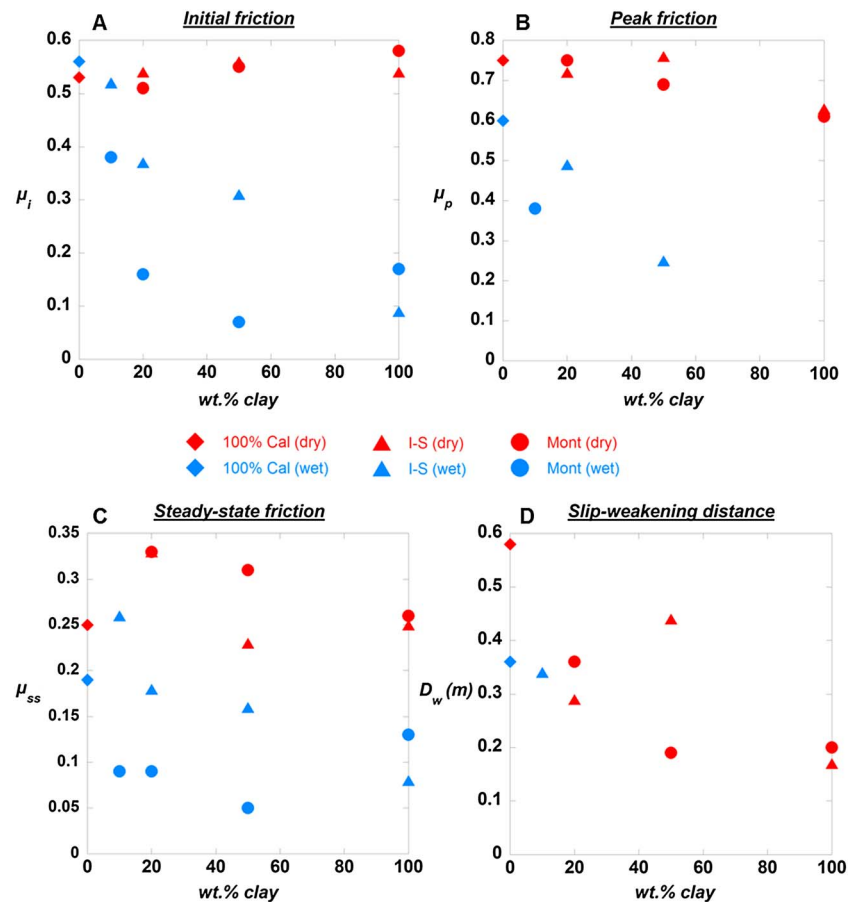 A Initial friction
B Peak friction
0.6
0.5
0.4
0.3
0.2
0.1
0
μi
0 20 40 60 80 100
wt.% clay
0.8
0.7
0.6
0.5
0.4
0.3
0.2
0.1
0
μp
0 20 40 60 80 100
wt.% clay
100% Cal (dry) I-S (dry) Mont (dry)
100% Cal (wet) I-S (wet) Mont (wet)
C Steady-state friction
D Slip-weakening distance
0.35
0.3
0.25
0.2
0.15
0.1
0.05
0
μss
0 20 40 60 80 100
wt.% clay
0.6
0.5
0.4
0.3
0.2
0.1
0
Dw (m)
0 20 40 60 80 100
wt.% clay